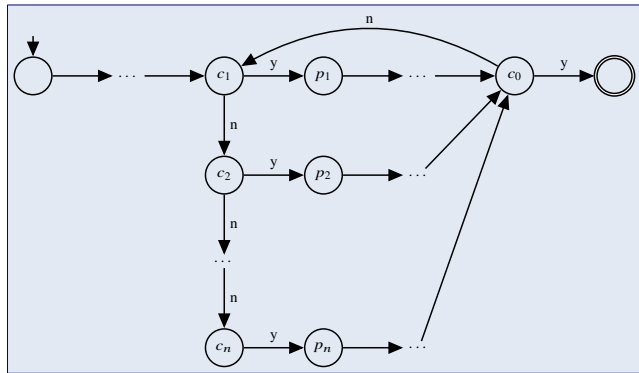 n
⋯ c₁ y p₁ ⋯ c₀ y
n
c₂ y p₂ ⋯
n
⋯
n
cₙ y pₙ ⋯